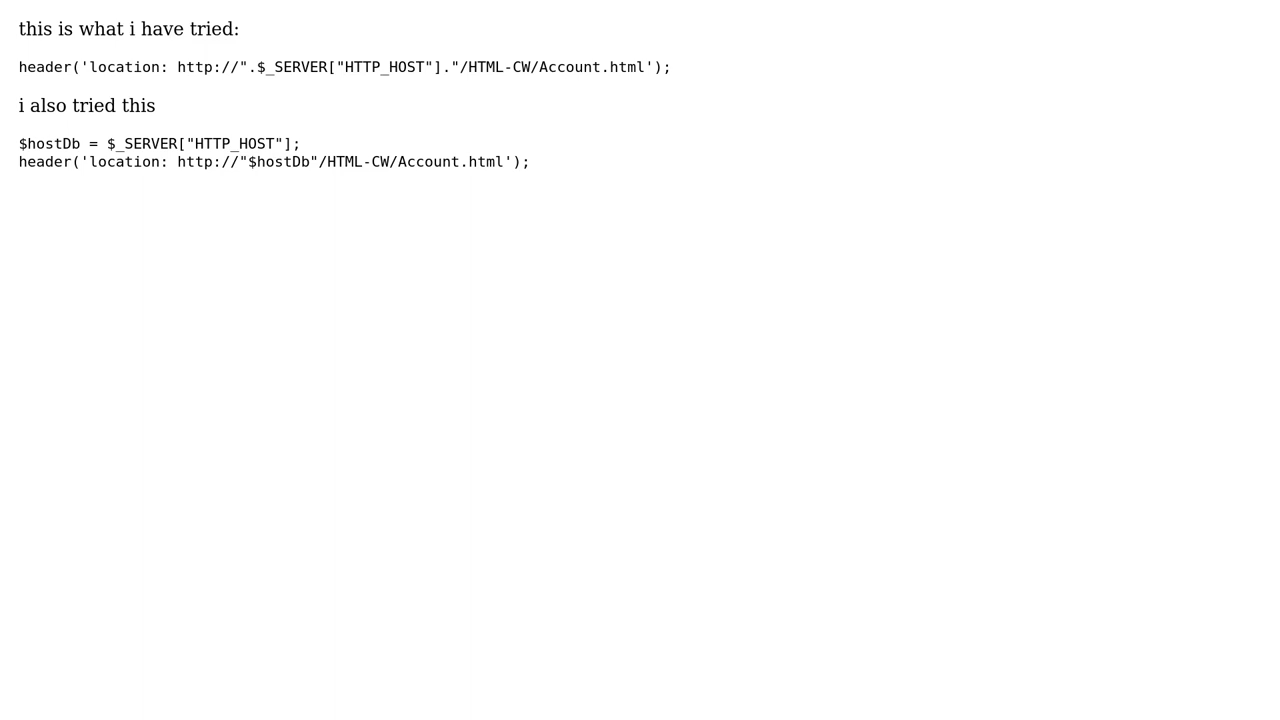 this is what i have tried:
header('location: http://".$_SERVER["HTTP_HOST"]."/HTML-CW/Account.html');
i also tried this
$hostDb = $_SERVER["HTTP_HOST"];
header('location: http://"$hostDb"/HTML-CW/Account.html');